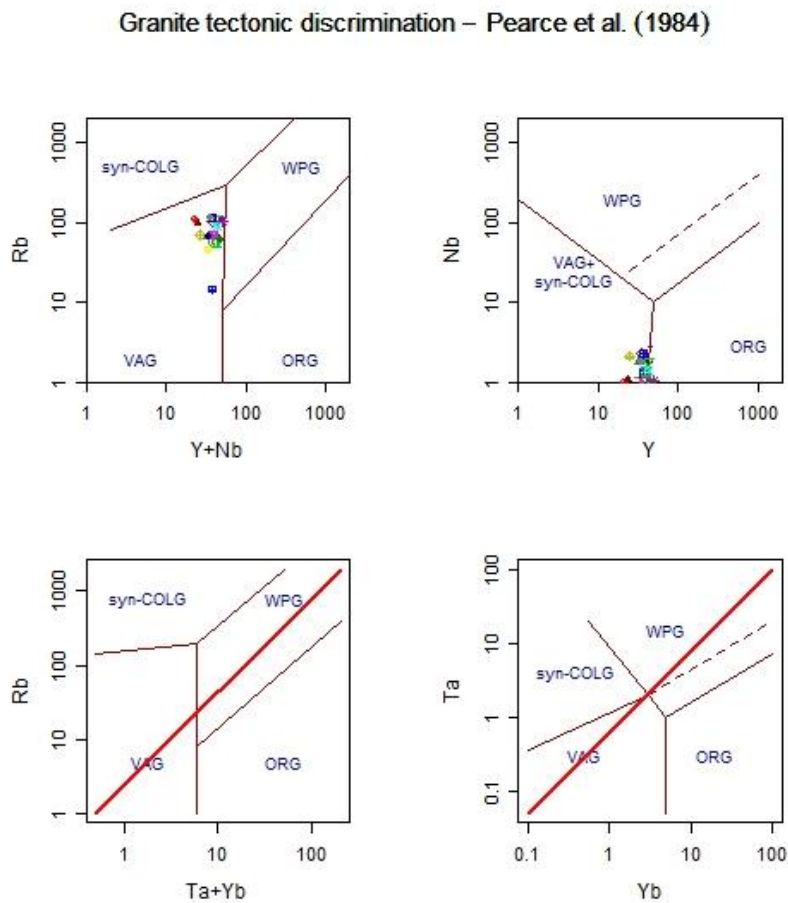 Granite tectonic discrimination – Pearce et al. (1984)
1000
100
10
1
Rb
syn-COLG
WPG
VAG
ORG
1
10
100
1000
Y+Nb
1000
100
10
1
Nb
WPG
VAG+
syn-COLG
ORG
1
10
100
1000
Y
1000
100
10
1
Rb
syn-COLG
WPG
VAG
ORG
1
10
100
Ta+Yb
100
10
1
0.1
Ta
WPG
syn-COLG
VAG
ORG
0.1
1
10
100
Yb